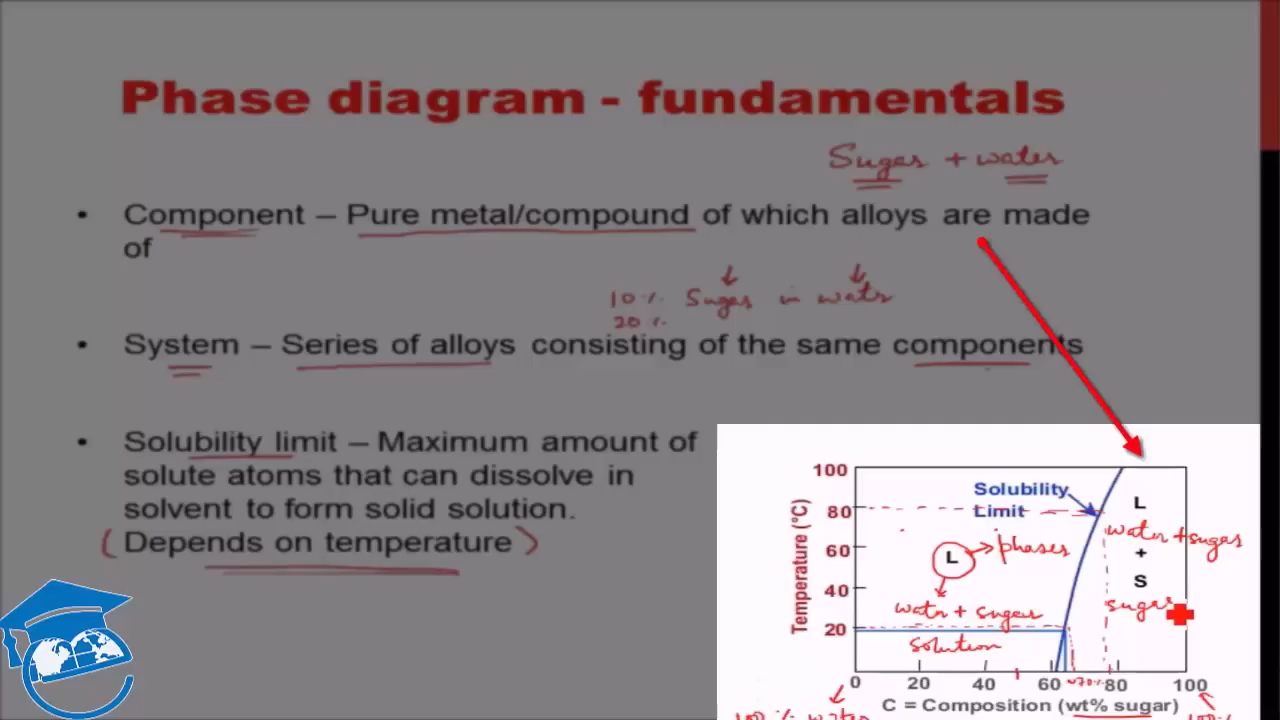 Phase diagram - fundamentals
Sugar + water
• Component – Pure metal/compound of which alloys are made
of
10% Sugar in water
20%
• System – Series of alloys consisting of the same components
• Solubility limit – Maximum amount of
solute atoms that can dissolve in
solvent to form solid solution.
(Depends on temperature)
Temperature (°C)
100
80
60
40
20
Solubility
Limit
L
phases
water + sugar
solution
L
water + sugar
+
S
sugar
~70%
0 20 40 60 80 100
C = Composition (wt% sugar)
100 % water
100%